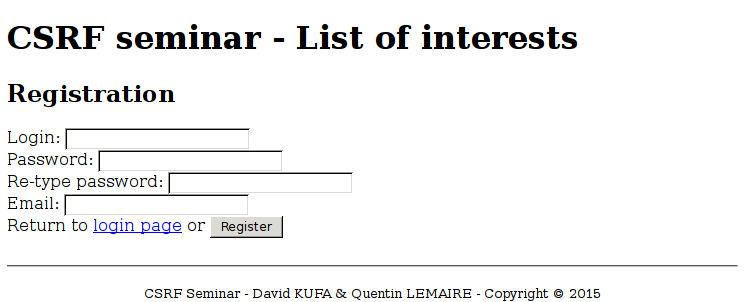 CSRF seminar - List of interests
Registration
Login:
Password:
Re-type password:
Email:
Return to login page or Register
CSRF Seminar - David KUFA & Quentin LEMAIRE - Copyright © 2015